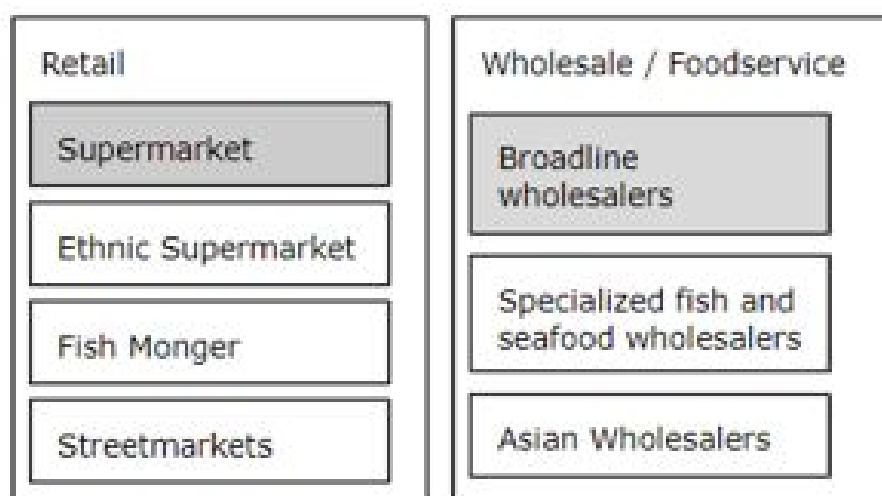 Retail
Supermarket
Ethnic Supermarket
Fish Monger
Streetmarkets
Wholesale / Foodservice
Broadline
wholesalers
Specialized fish and
seafood wholesalers
Asian Wholesalers